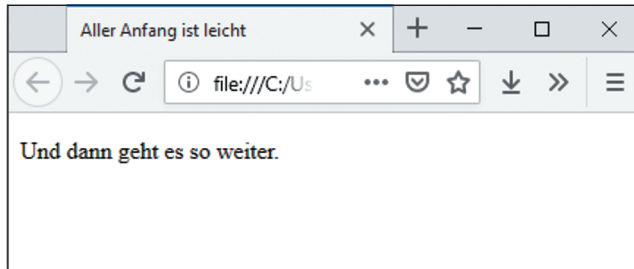 Aller Anfang ist leicht
file:///C:/Us
Und dann geht es so weiter.